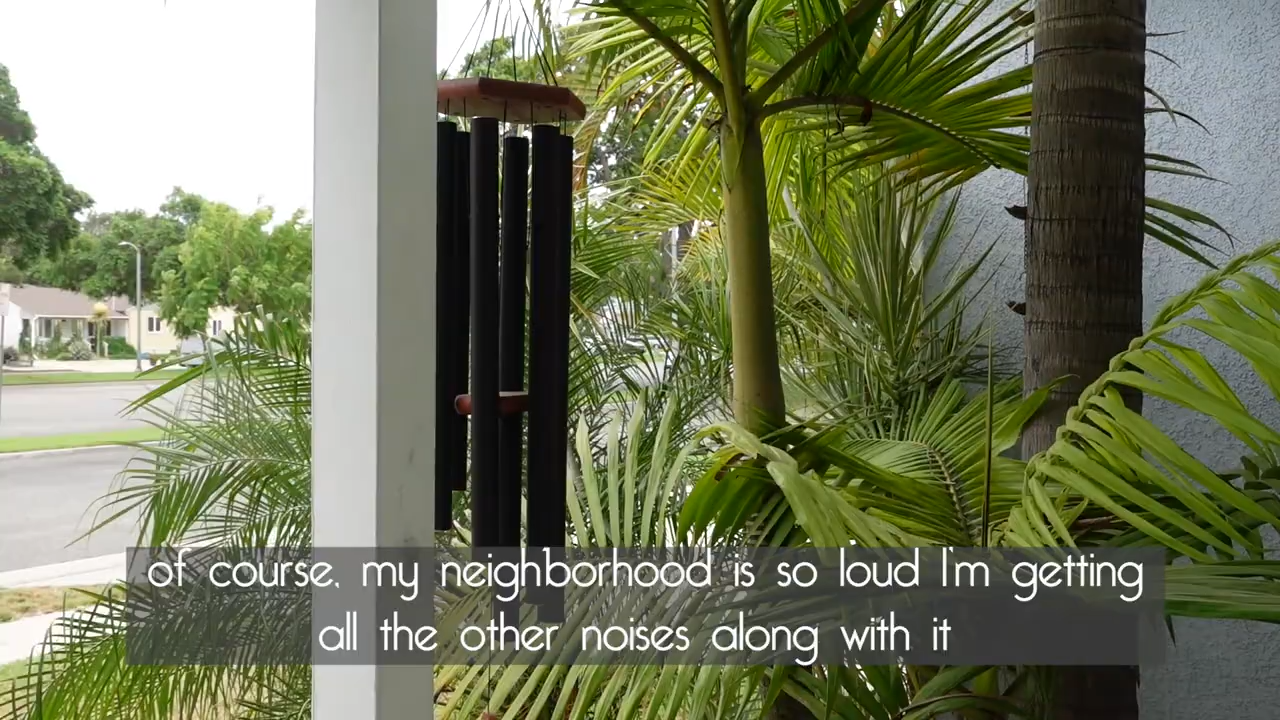 of course, my neighborhood is so loud I'm getting
all the other noises along with it